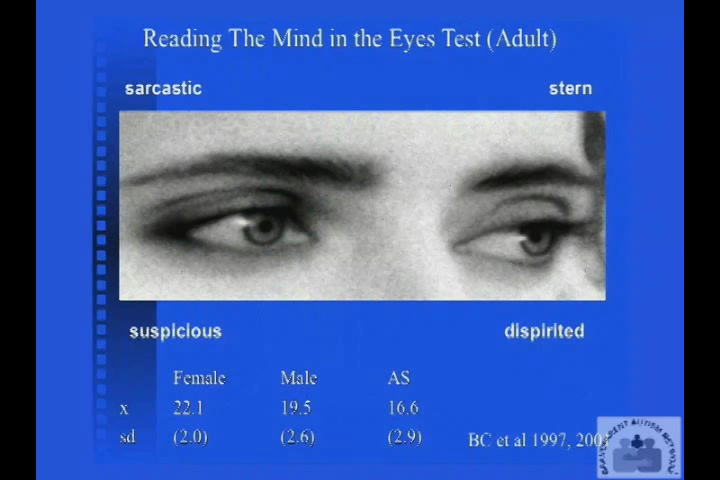 Reading The Mind in the Eyes Test (Adult)
sarcastic stern
suspicious dispirited
Female Male AS
x 22.1 19.5 16.6
sd (2.0) (2.6) (2.9)
BC et al 1997,
AUTISM